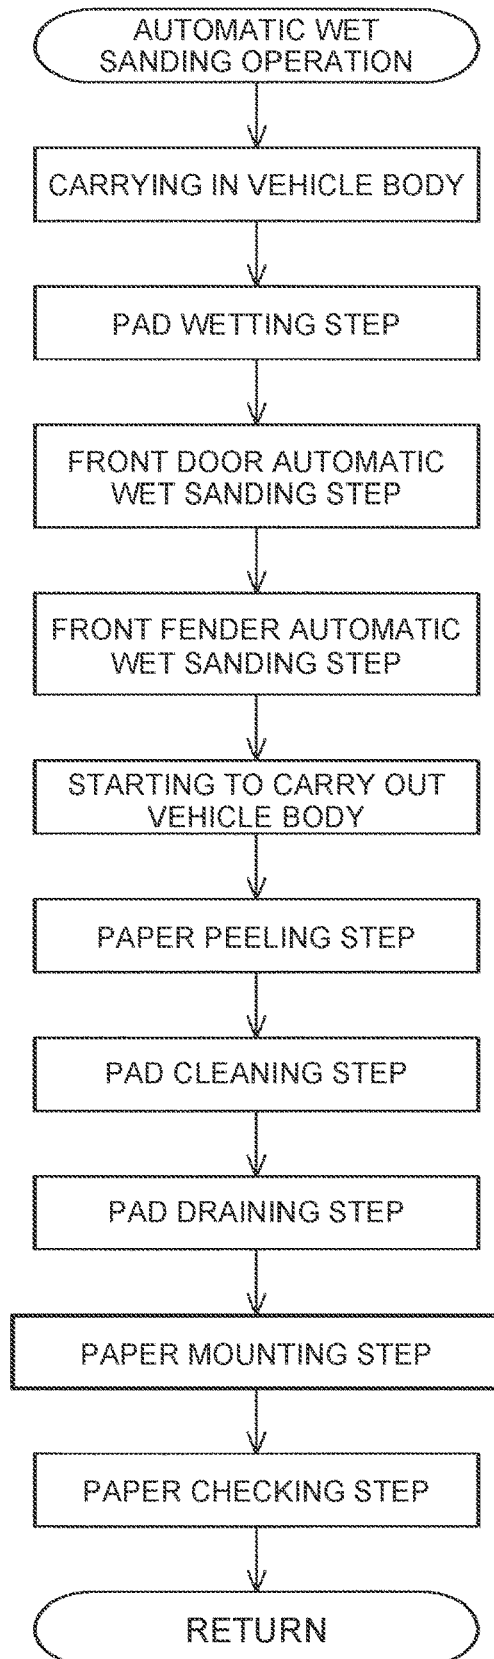 AUTOMATIC WET
SANDING OPERATION
CARRYING IN VEHICLE BODY
PAD WETTING STEP
FRONT DOOR AUTOMATIC
WET SANDING STEP
FRONT FENDER AUTOMATIC
WET SANDING STEP
STARTING TO CARRY OUT
VEHICLE BODY
PAPER PEELING STEP
PAD CLEANING STEP
PAD DRAINING STEP
PAPER MOUNTING STEP
PAPER CHECKING STEP
RETURN